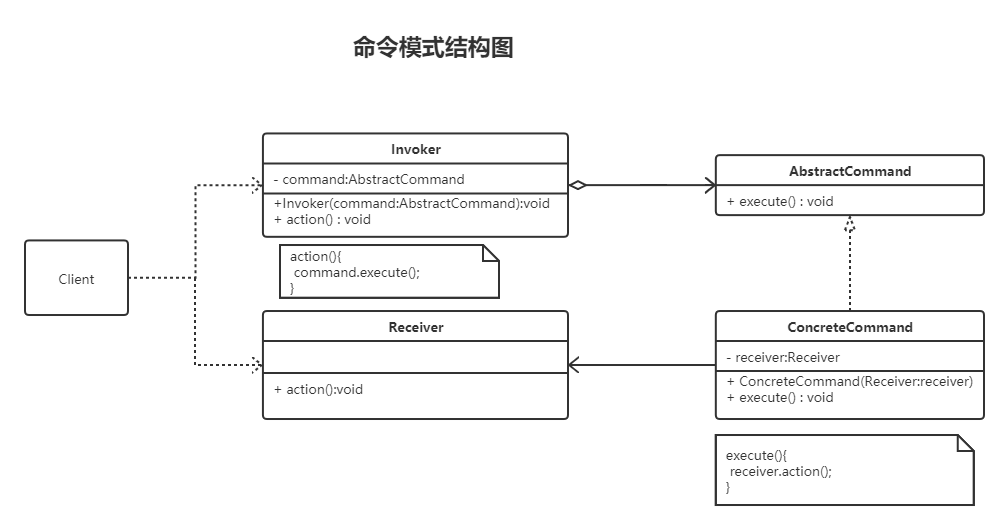 命令模式结构图
Invoker
- command:AbstractCommand
+Invoker(command:AbstractCommand):void
+ action() : void
action(){
command.execute();
}
AbstractCommand
+ execute() : void
Client
Receiver
+ action():void
ConcreteCommand
- receiver:Receiver
+ ConcreteCommand(Receiver:receiver)
+ execute() : void
execute(){
receiver.action();
}